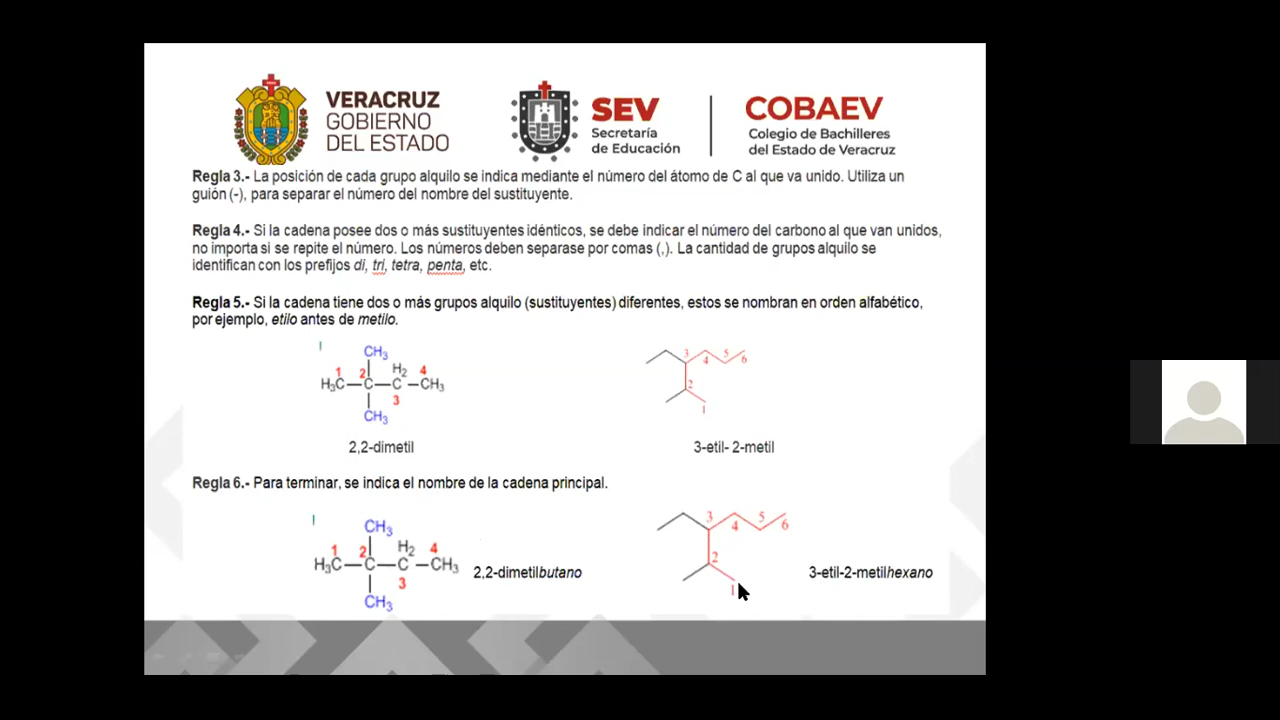 VERACRUZ
GOBIERNO
DEL ESTADO
SEV
Secretaría
de Educación
COBAEV
Colegio de Bachilleres
del Estado de Veracruz
Regla 3.- La posición de cada grupo alquilo se indica mediante el número del átomo de C al que va unido. Utiliza un
guión (-), para separar el número del nombre del sustituyente.
Regla 4.- Si la cadena posee dos o más sustituyentes idénticos, se debe indicar el número del carbono al que van unidos,
no importa si se repite el número. Los números deben separase por comas (,). La cantidad de grupos alquilo se
identifican con los prefijos di, tri, tetra, penta, etc.
Regla 5.- Si la cadena tiene dos o más grupos alquilo (sustituyentes) diferentes, estos se nombran en orden alfabético,
por ejemplo, etilo antes de metilo.
CH3
1 2 H2 4
H3C C C CH3
3
CH3
3 4 5 6
2
1
2,2-dimetil
3-etil- 2-metil
Regla 6.- Para terminar, se indica el nombre de la cadena principal.
CH3
1 2 H2 4
H3C C C CH3
3
CH3
2,2-dimetilbutano
3 4 5 6
2
1
3-etil-2-metilhexano